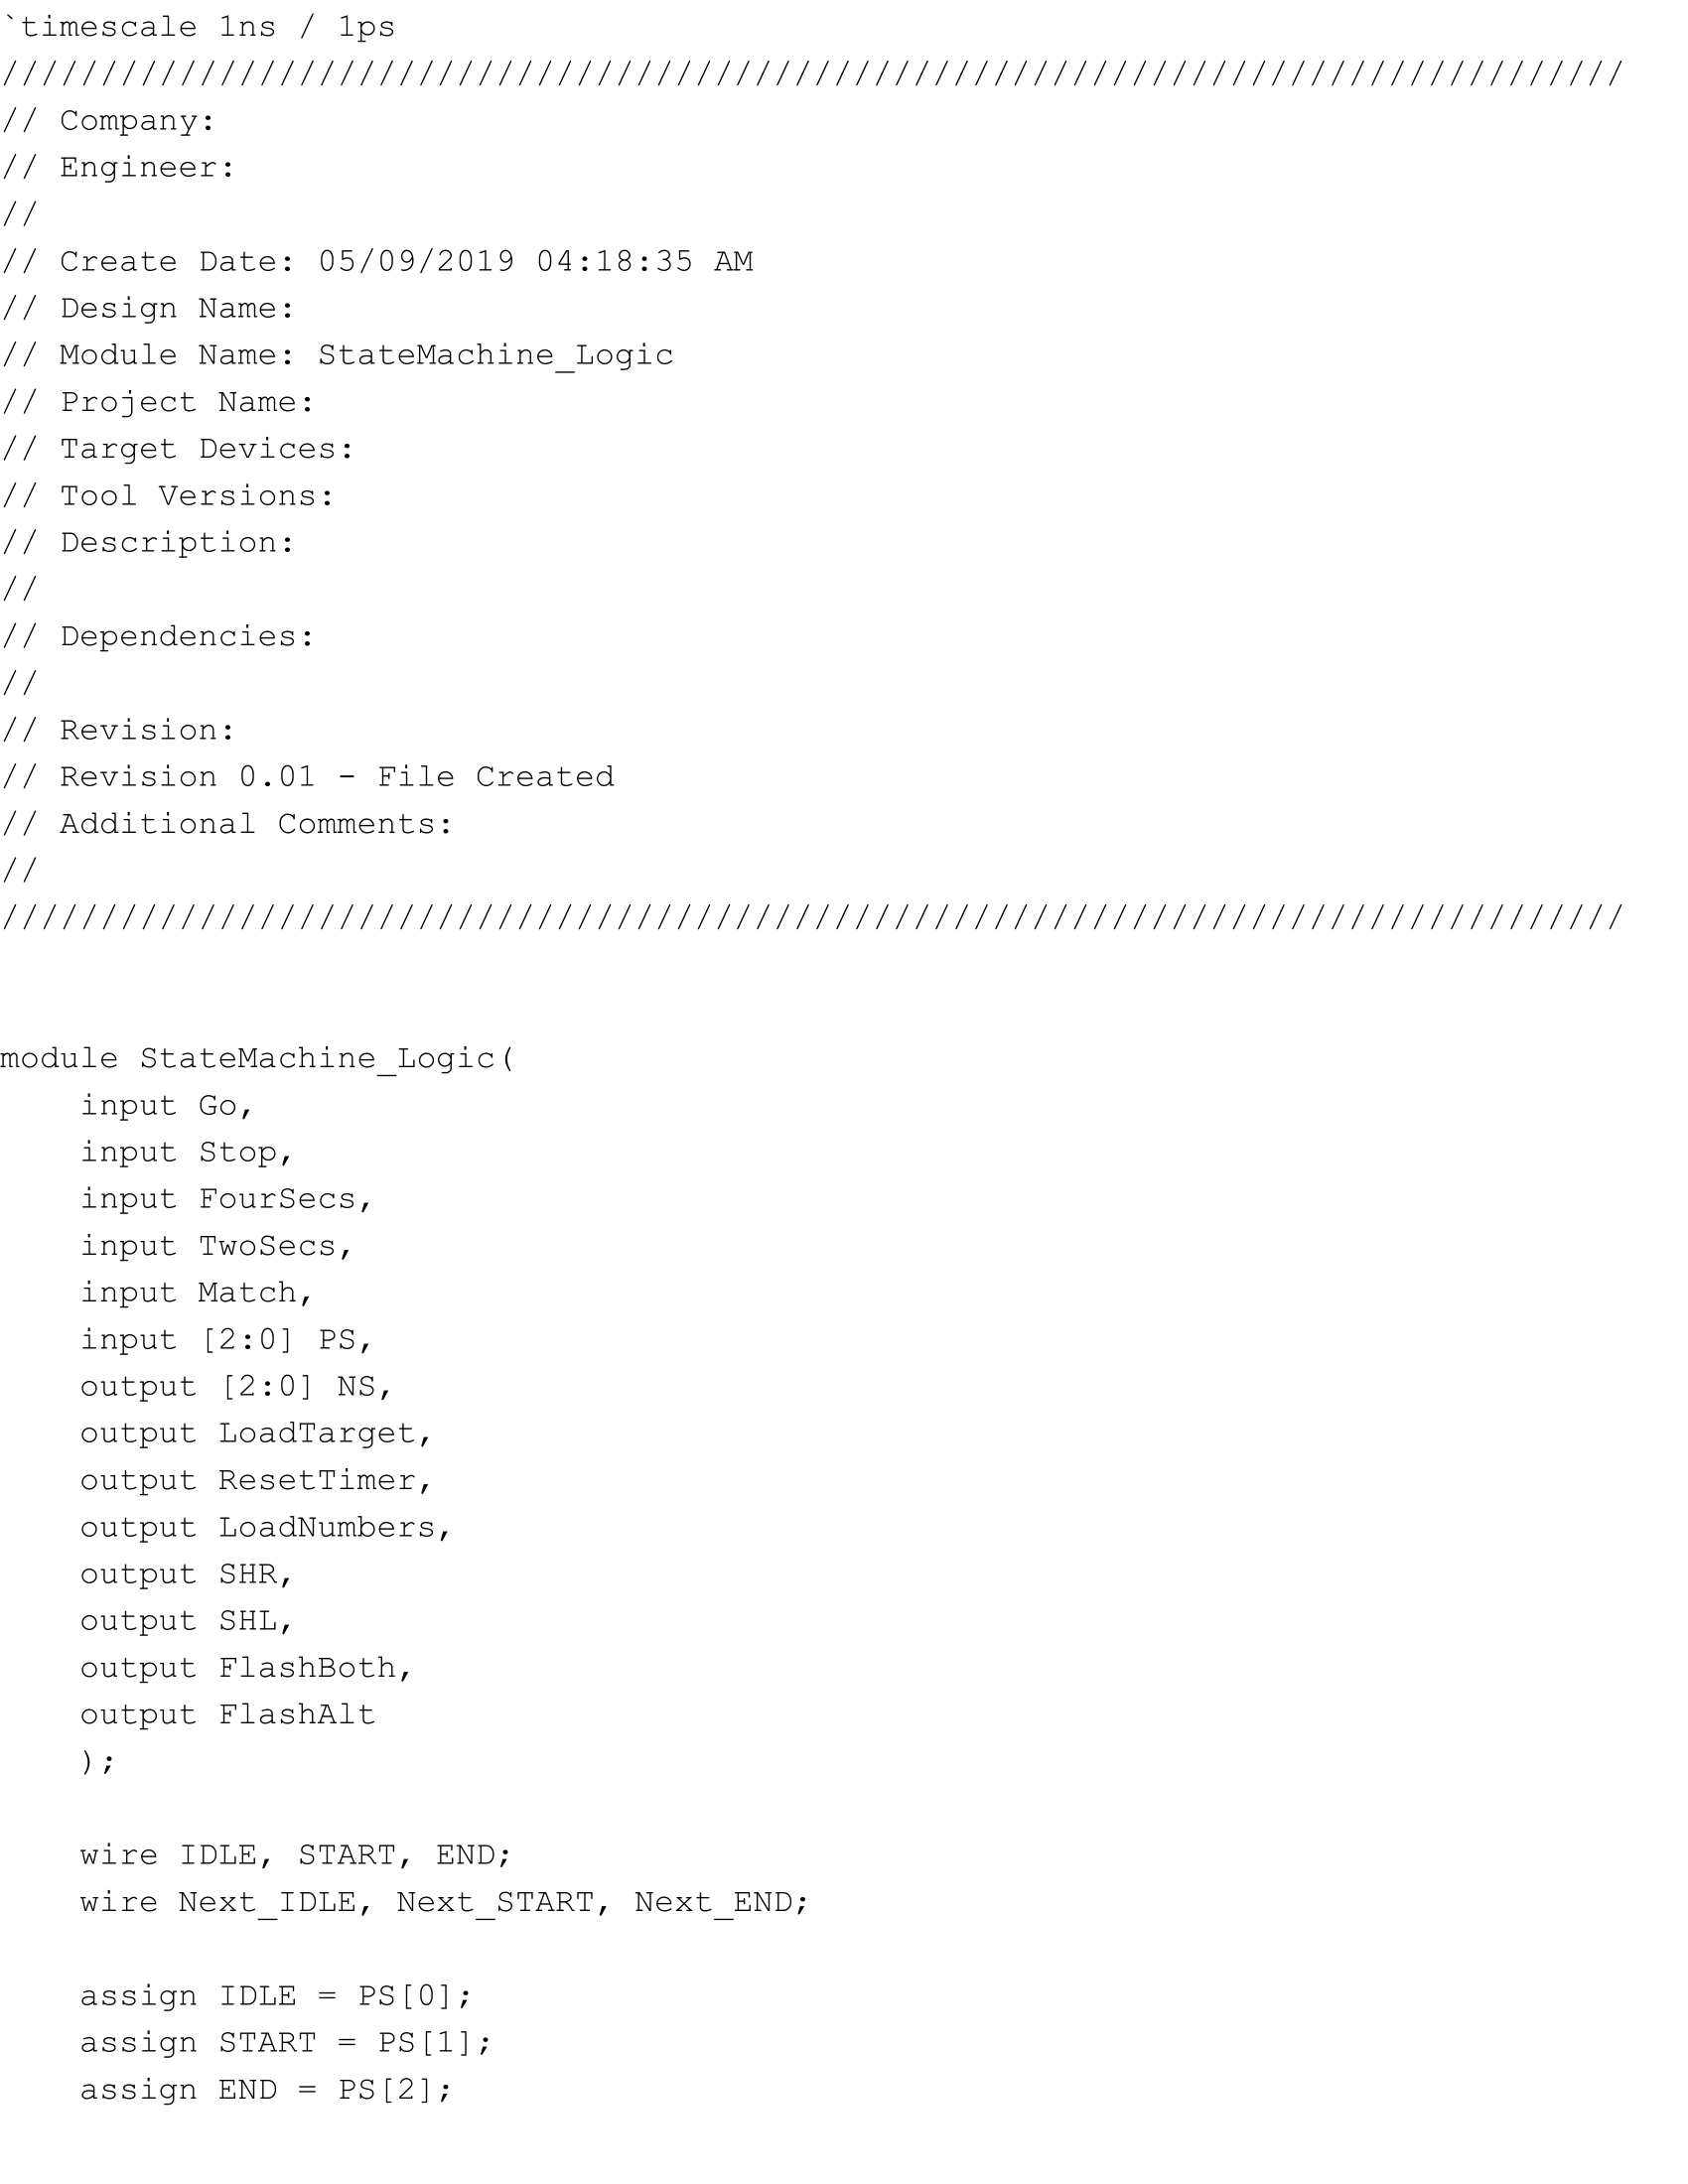 `timescale 1ns / 1ps
//////////////////////////////////////////////////////////////////////////////////
// Company:
// Engineer:
//
// Create Date: 05/09/2019 04:18:35 AM
// Design Name:
// Module Name: StateMachine_Logic
// Project Name:
// Target Devices:
// Tool Versions:
// Description:
//
// Dependencies:
//
// Revision:
// Revision 0.01 - File Created
// Additional Comments:
//
//////////////////////////////////////////////////////////////////////////////////
module StateMachine_Logic(
    input Go,
    input Stop,
    input FourSecs,
    input TwoSecs,
    input Match,
    input [2:0] PS,
    output [2:0] NS,
    output LoadTarget,
    output ResetTimer,
    output LoadNumbers,
    output SHR,
    output SHL,
    output FlashBoth,
    output FlashAlt
    );
    wire IDLE, START, END;
    wire Next_IDLE, Next_START, Next_END;
    assign IDLE = PS[0];
    assign START = PS[1];
    assign END = PS[2];